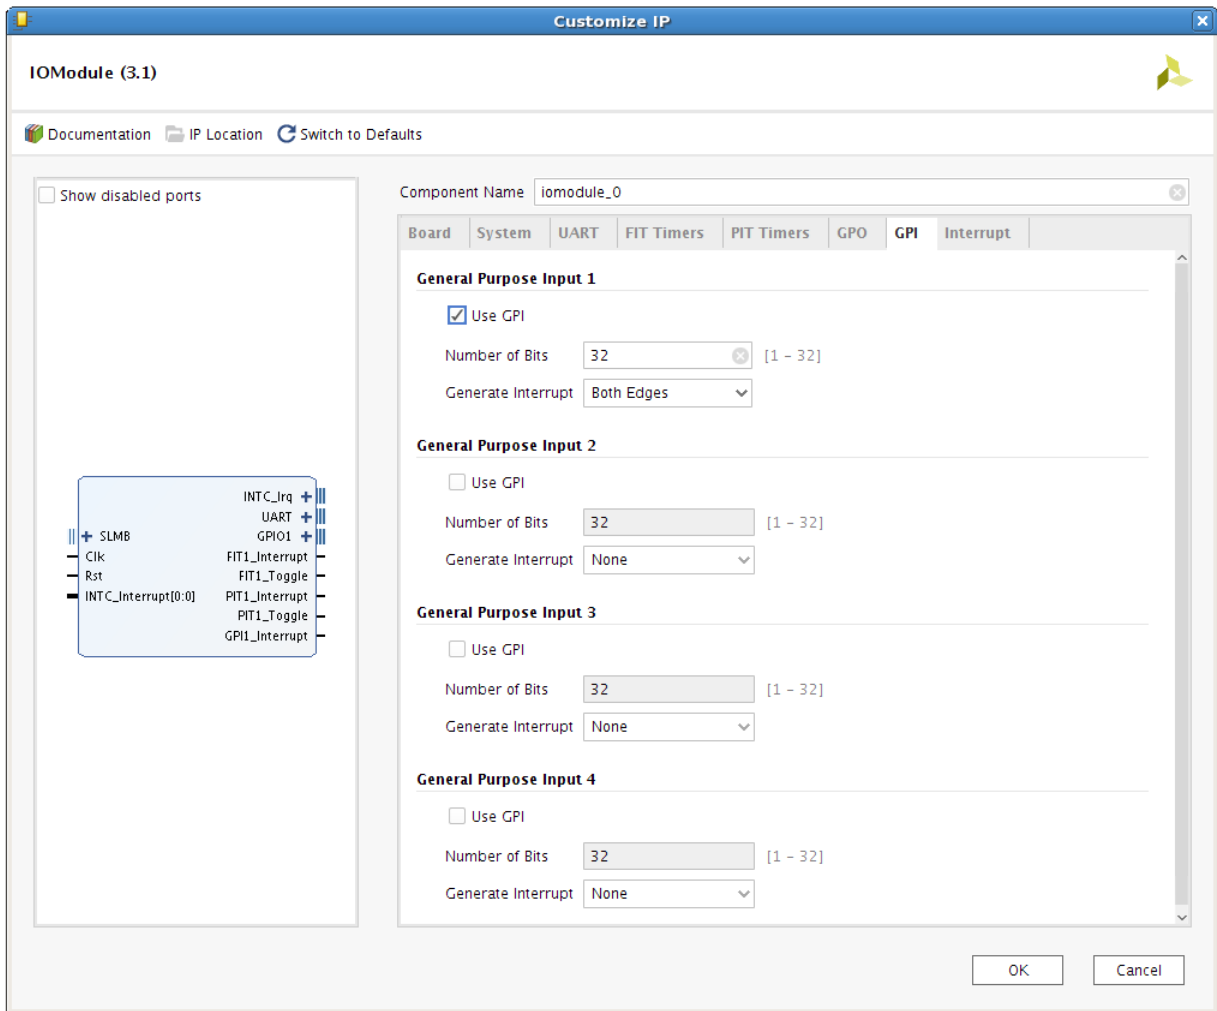 Customize IP
IOModule (3.1)
Documentation IP Location Switch to Defaults
Show disabled ports
INTC_Irq
UART
SLMB GPIO1
Clk FIT1_Interrupt
Rst FIT1_Toggle
INTC_Interrupt[0:0] PIT1_Interrupt
PIT1_Toggle
GPI1_Interrupt
Component Name iomodule_0
Board System UART FIT Timers PIT Timers GPO GPI Interrupt
General Purpose Input 1
Use GPI
Number of Bits 32 [1 - 32]
Generate Interrupt Both Edges
General Purpose Input 2
Use GPI
Number of Bits 32 [1 - 32]
Generate Interrupt None
General Purpose Input 3
Use GPI
Number of Bits 32 [1 - 32]
Generate Interrupt None
General Purpose Input 4
Use GPI
Number of Bits 32 [1 - 32]
Generate Interrupt None
OK Cancel